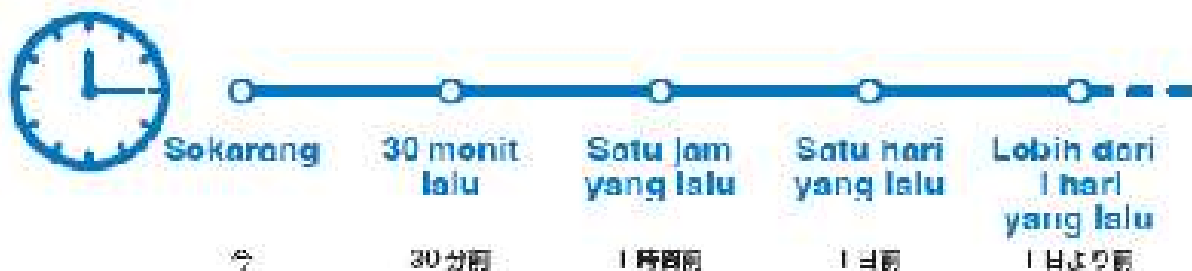 Sekarang
30 menit
lalu
Satu jam
yang lalu
Satu hari
yang lalu
Lebih dari
1 hari
yang lalu
今
30分前
1時間前
1日前
1日より前